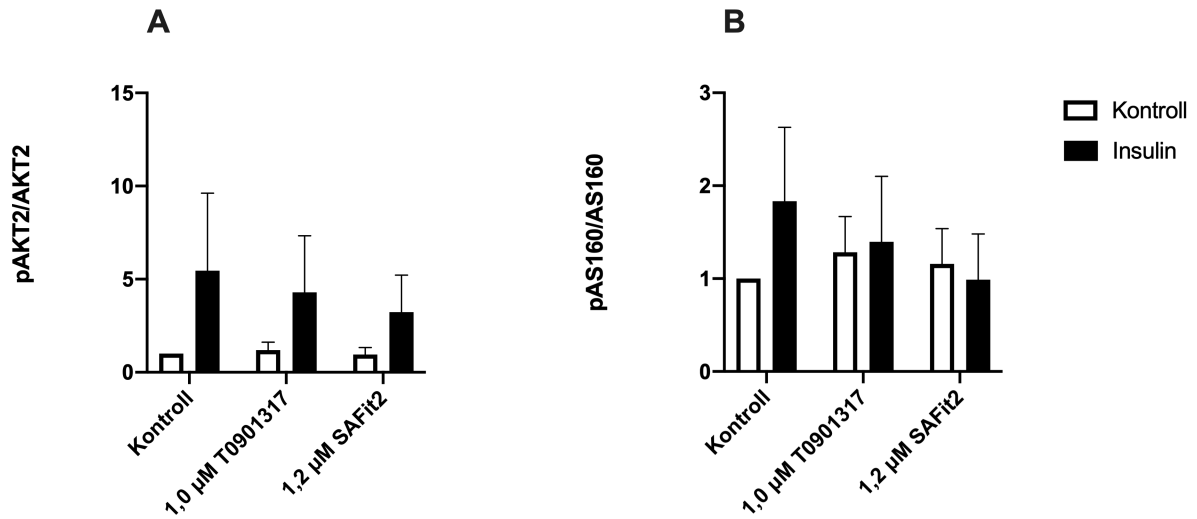 A
B
15
10
5
0
pAKT2/AKT2
Kontroll
1,0 µM T0901317
1,2 µM SAFit2
3
2
1
0
pAS160/AS160
Kontroll
1,0 µM T0901317
1,2 µM SAFit2
Kontroll
Insulin